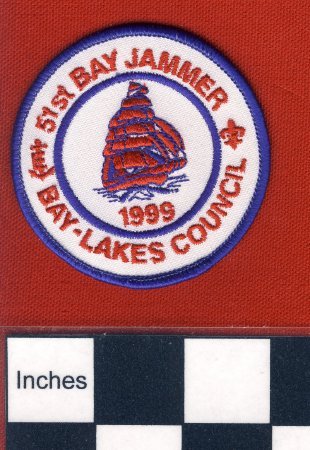 51st BAY JAMMER
1999
BAY-LAKES COUNCIL
Inches